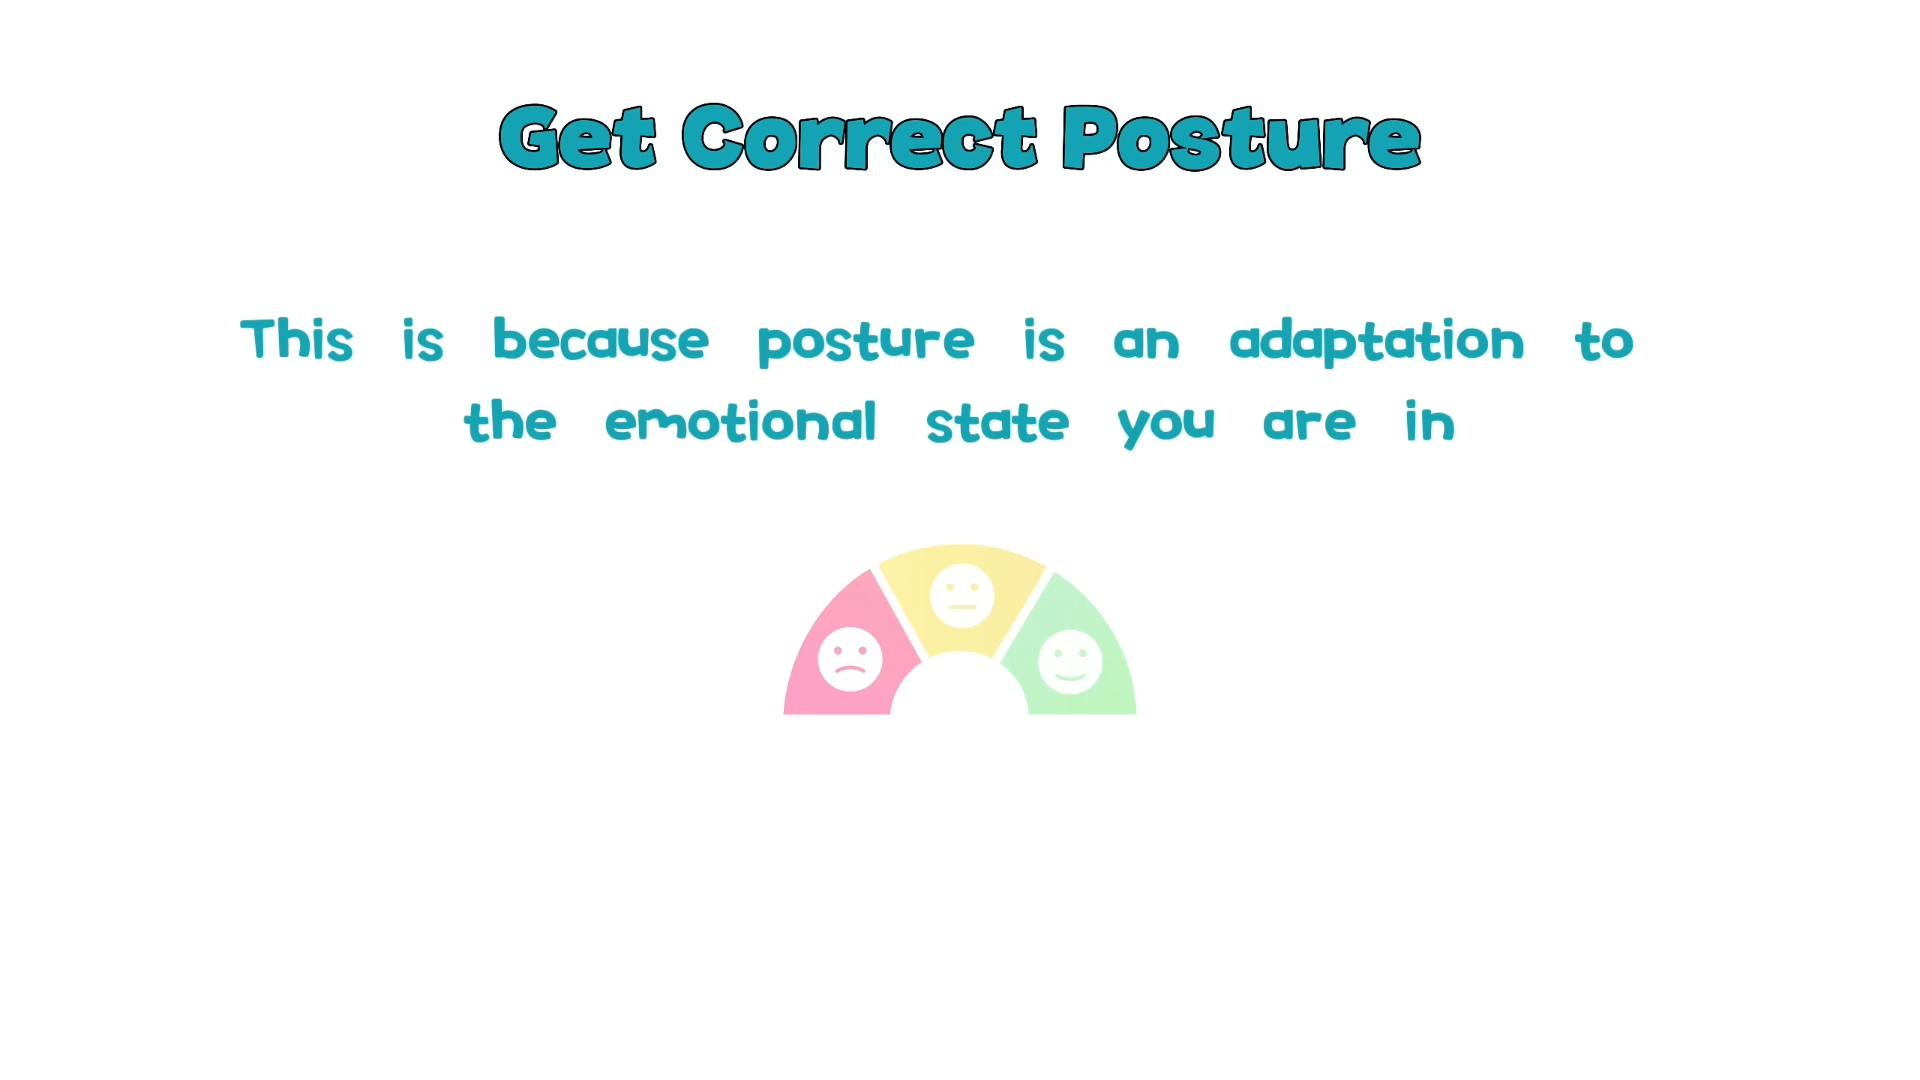 Get Correct Posture
This is because posture is an adaptation to
the emotional state you are in